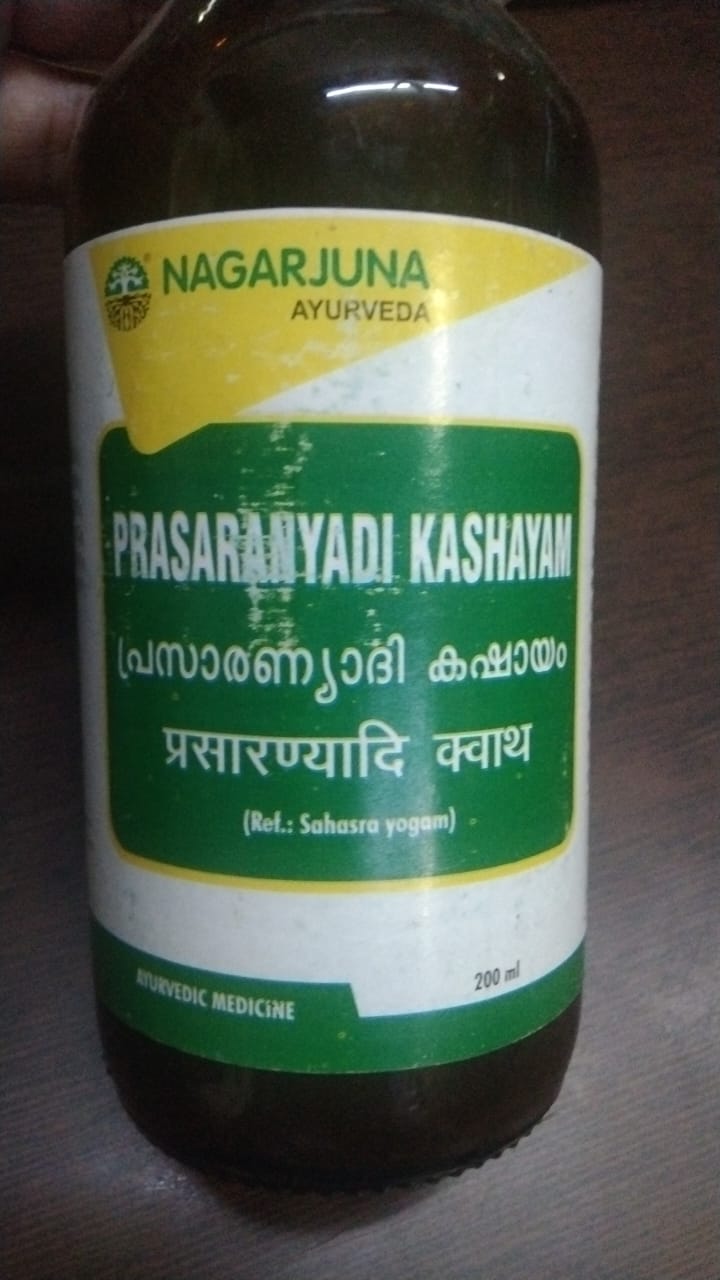 NAGARJUNA
AYURVEDA
PRASARANYADI KASHAYAM
പ്രസാരണ്യാദി കഷായം
प्रसारण्यादि क्वाथ
(Ref.: Sahasra yogam)
200 ml
AYURVEDIC MEDICINE